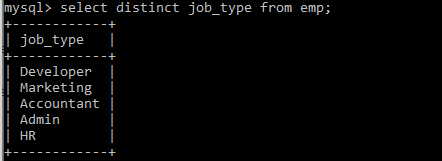 mysql> select distinct job_type from emp;
+------------+
| job_type   |
+------------+
| Developer  |
| Marketing  |
| Accountant |
| Admin      |
| HR         |
+------------+